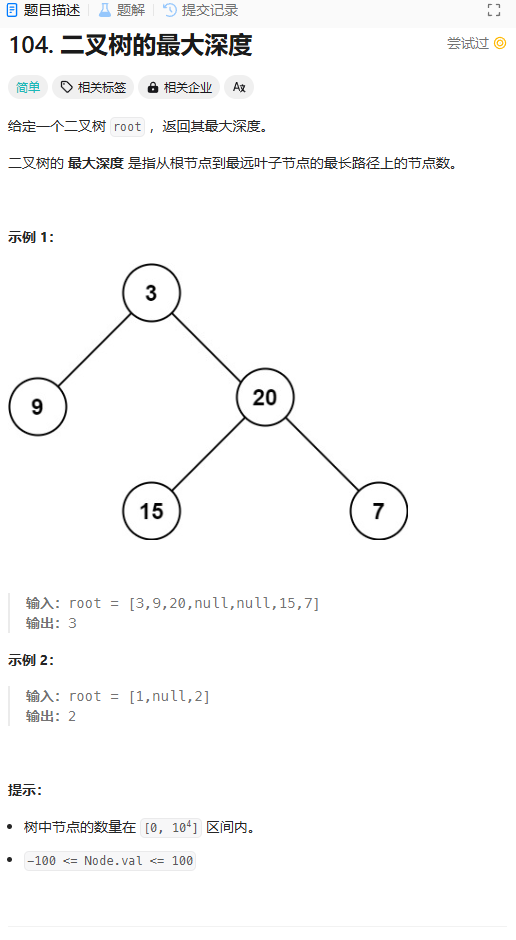 题目描述 题解 提交记录
104. 二叉树的最大深度 尝试过
简单 相关标签 相关企业 Aあ
给定一个二叉树 root ，返回其最大深度。
二叉树的 最大深度 是指从根节点到最远叶子节点的最长路径上的节点数。
示例 1：
3
9
20
15
7
输入：root = [3,9,20,null,null,15,7]
输出：3
示例 2：
输入：root = [1,null,2]
输出：2
提示：
• 树中节点的数量在 [0, 10⁴] 区间内。
• -100 <= Node.val <= 100